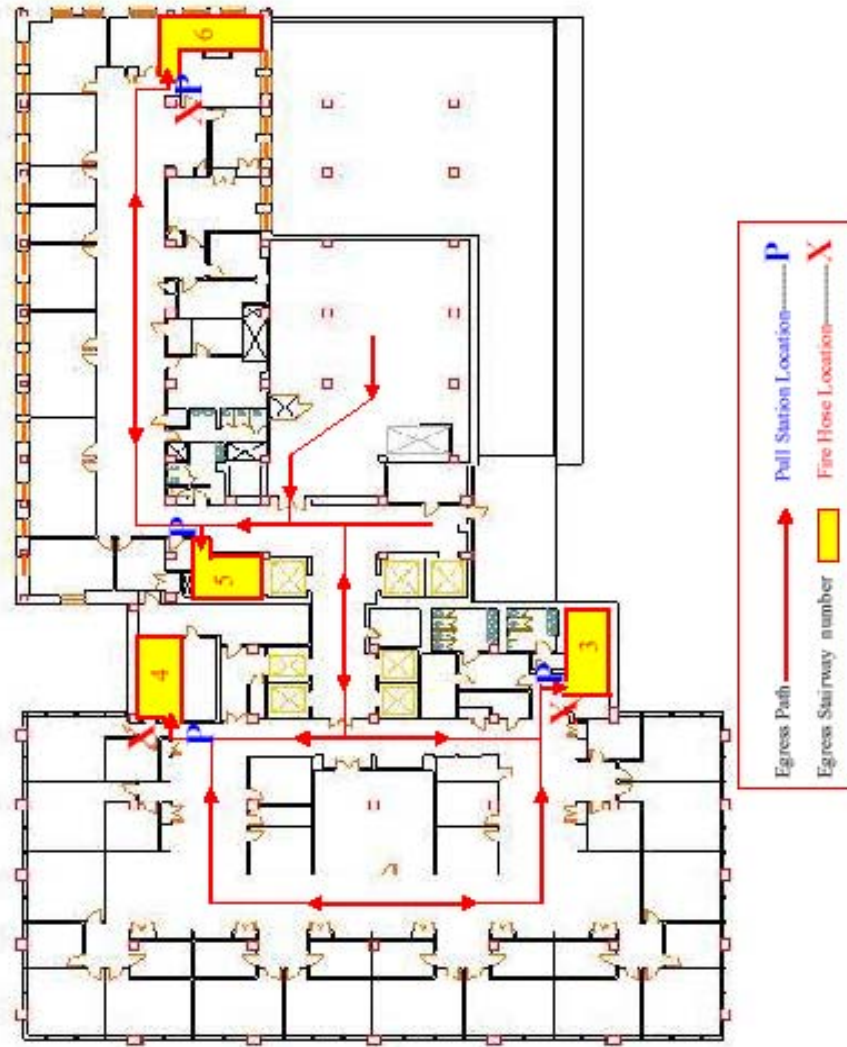 6
P
X
P
5
4
X
P
P
3
X
Egress Path
Pull Station Location-------P
Egress Stairway number
Fire Hose Location-------X